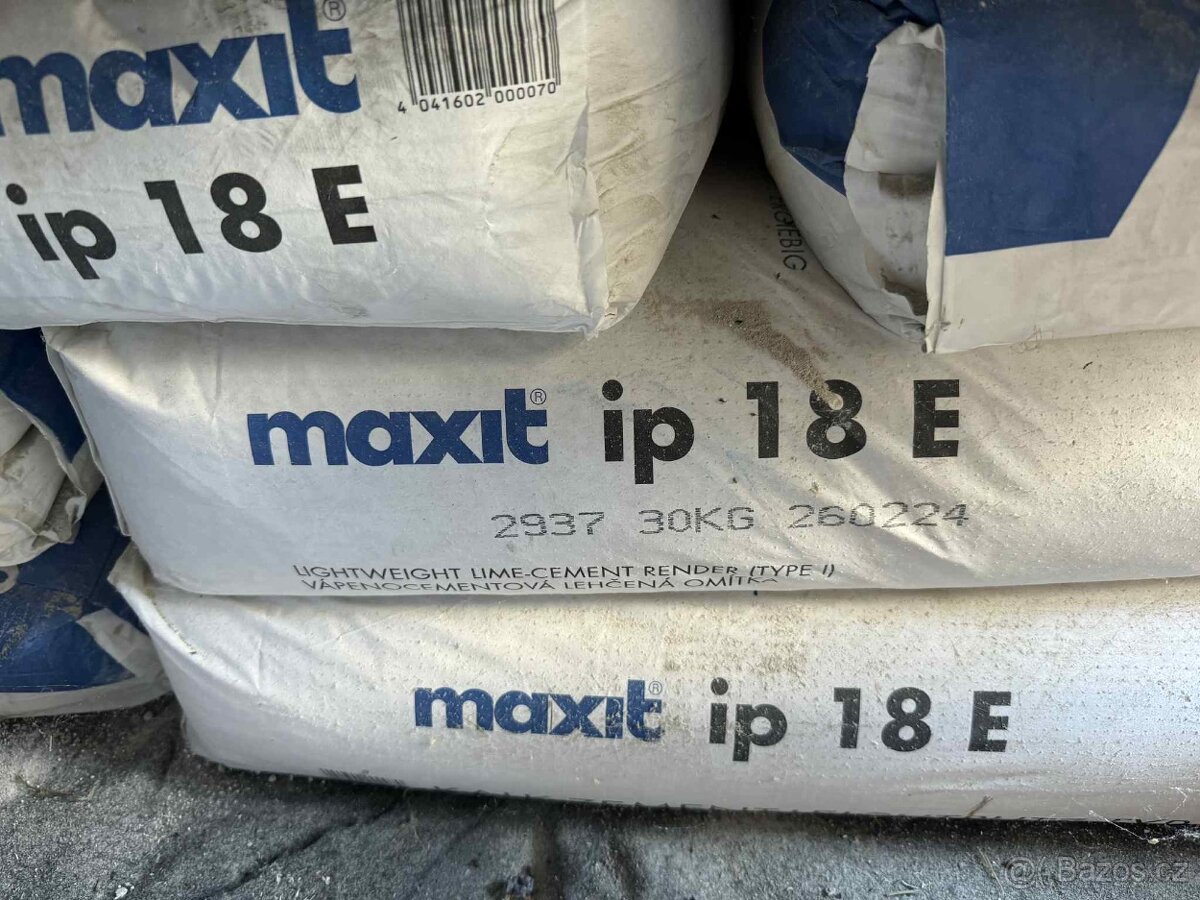 maxit®
4 041602 000070
ip 18 E
ERGIEBIG
maxit® ip 18 E
2937 30KG 260224
LIGHTWEIGHT LIME-CEMENT RENDER (TYPE I)
VÁPENOCEMENTOVÁ LEHČENÁ OMÍTKA
maxit® ip 18 E
© Bazos.cz